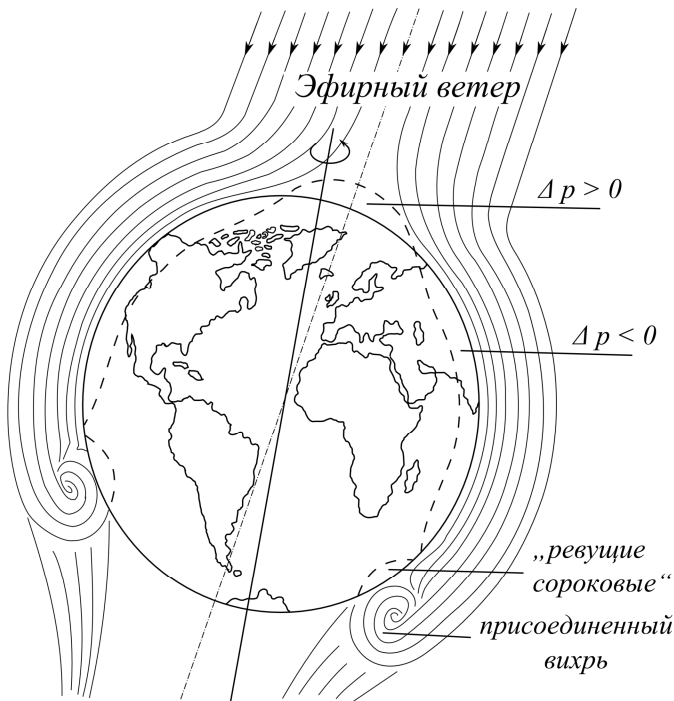 Эфирный ветер
Δ p > 0
Δ p < 0
„ревущие
сороковые“
присоединенный
вихрь